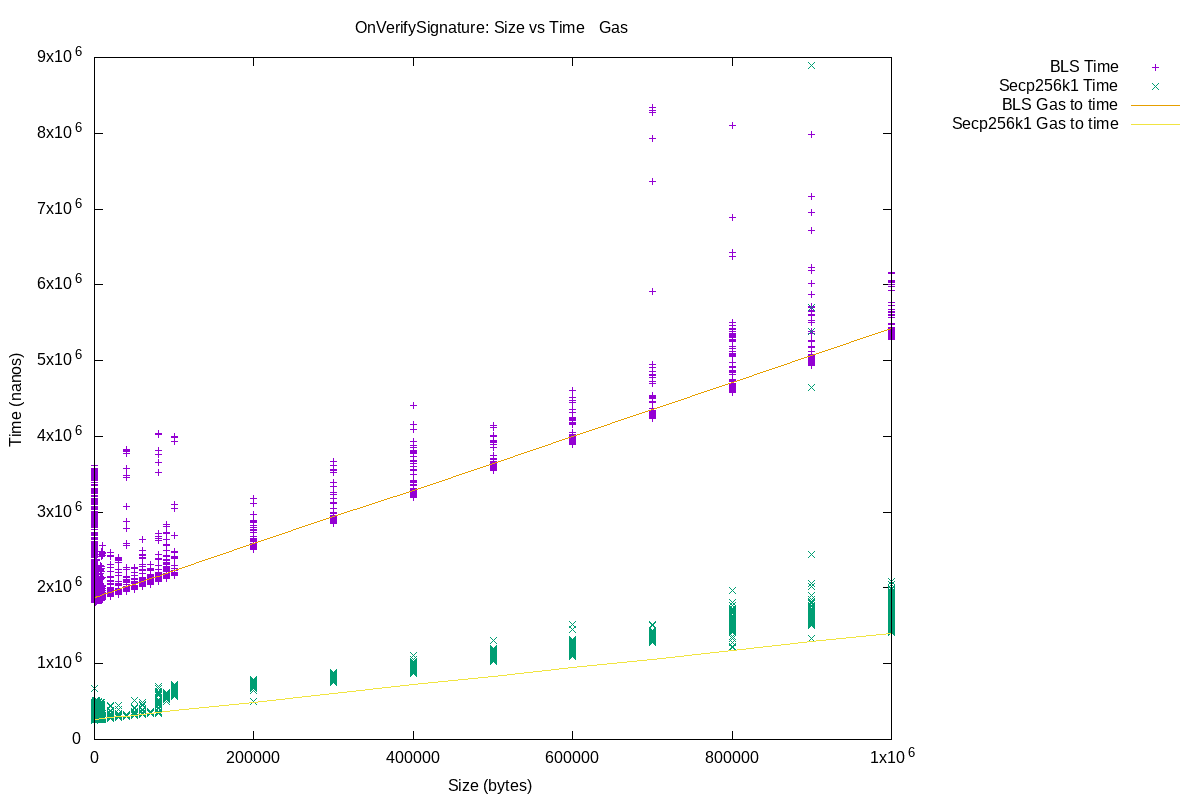 OnVerifySignature: Size vs Time   Gas
9x10^6
8x10^6
7x10^6
6x10^6
5x10^6
4x10^6
3x10^6
2x10^6
1x10^6
0
Time (nanos)
0 200000 400000 600000 800000 1x10^6
Size (bytes)
BLS Time
Secp256k1 Time
BLS Gas to time
Secp256k1 Gas to time